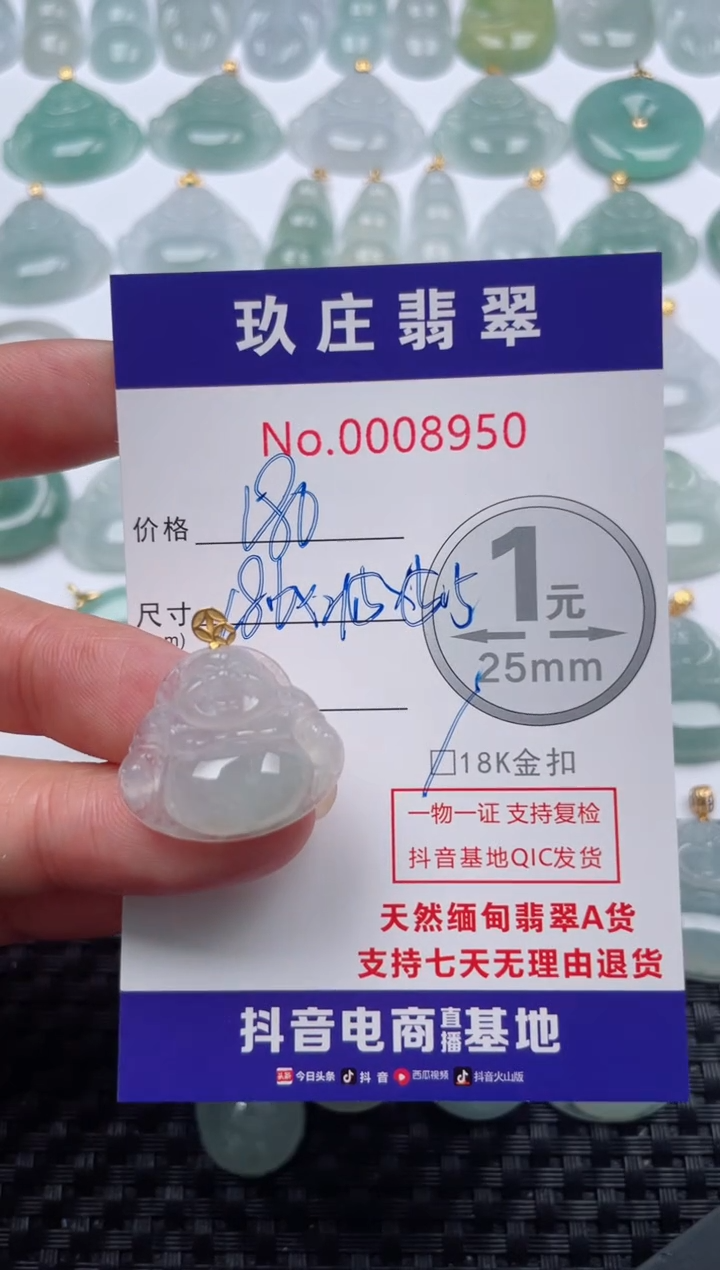 玖庄翡翠
No.0008950
价格 180
尺寸
m)
1元
25mm
□18K金扣
一物一证 支持复检
抖音基地QIC发货
天然缅甸翡翠A货
支持七天无理由退货
抖音电商直播基地
头条 今日头条 抖音 西瓜视频 抖音火山版